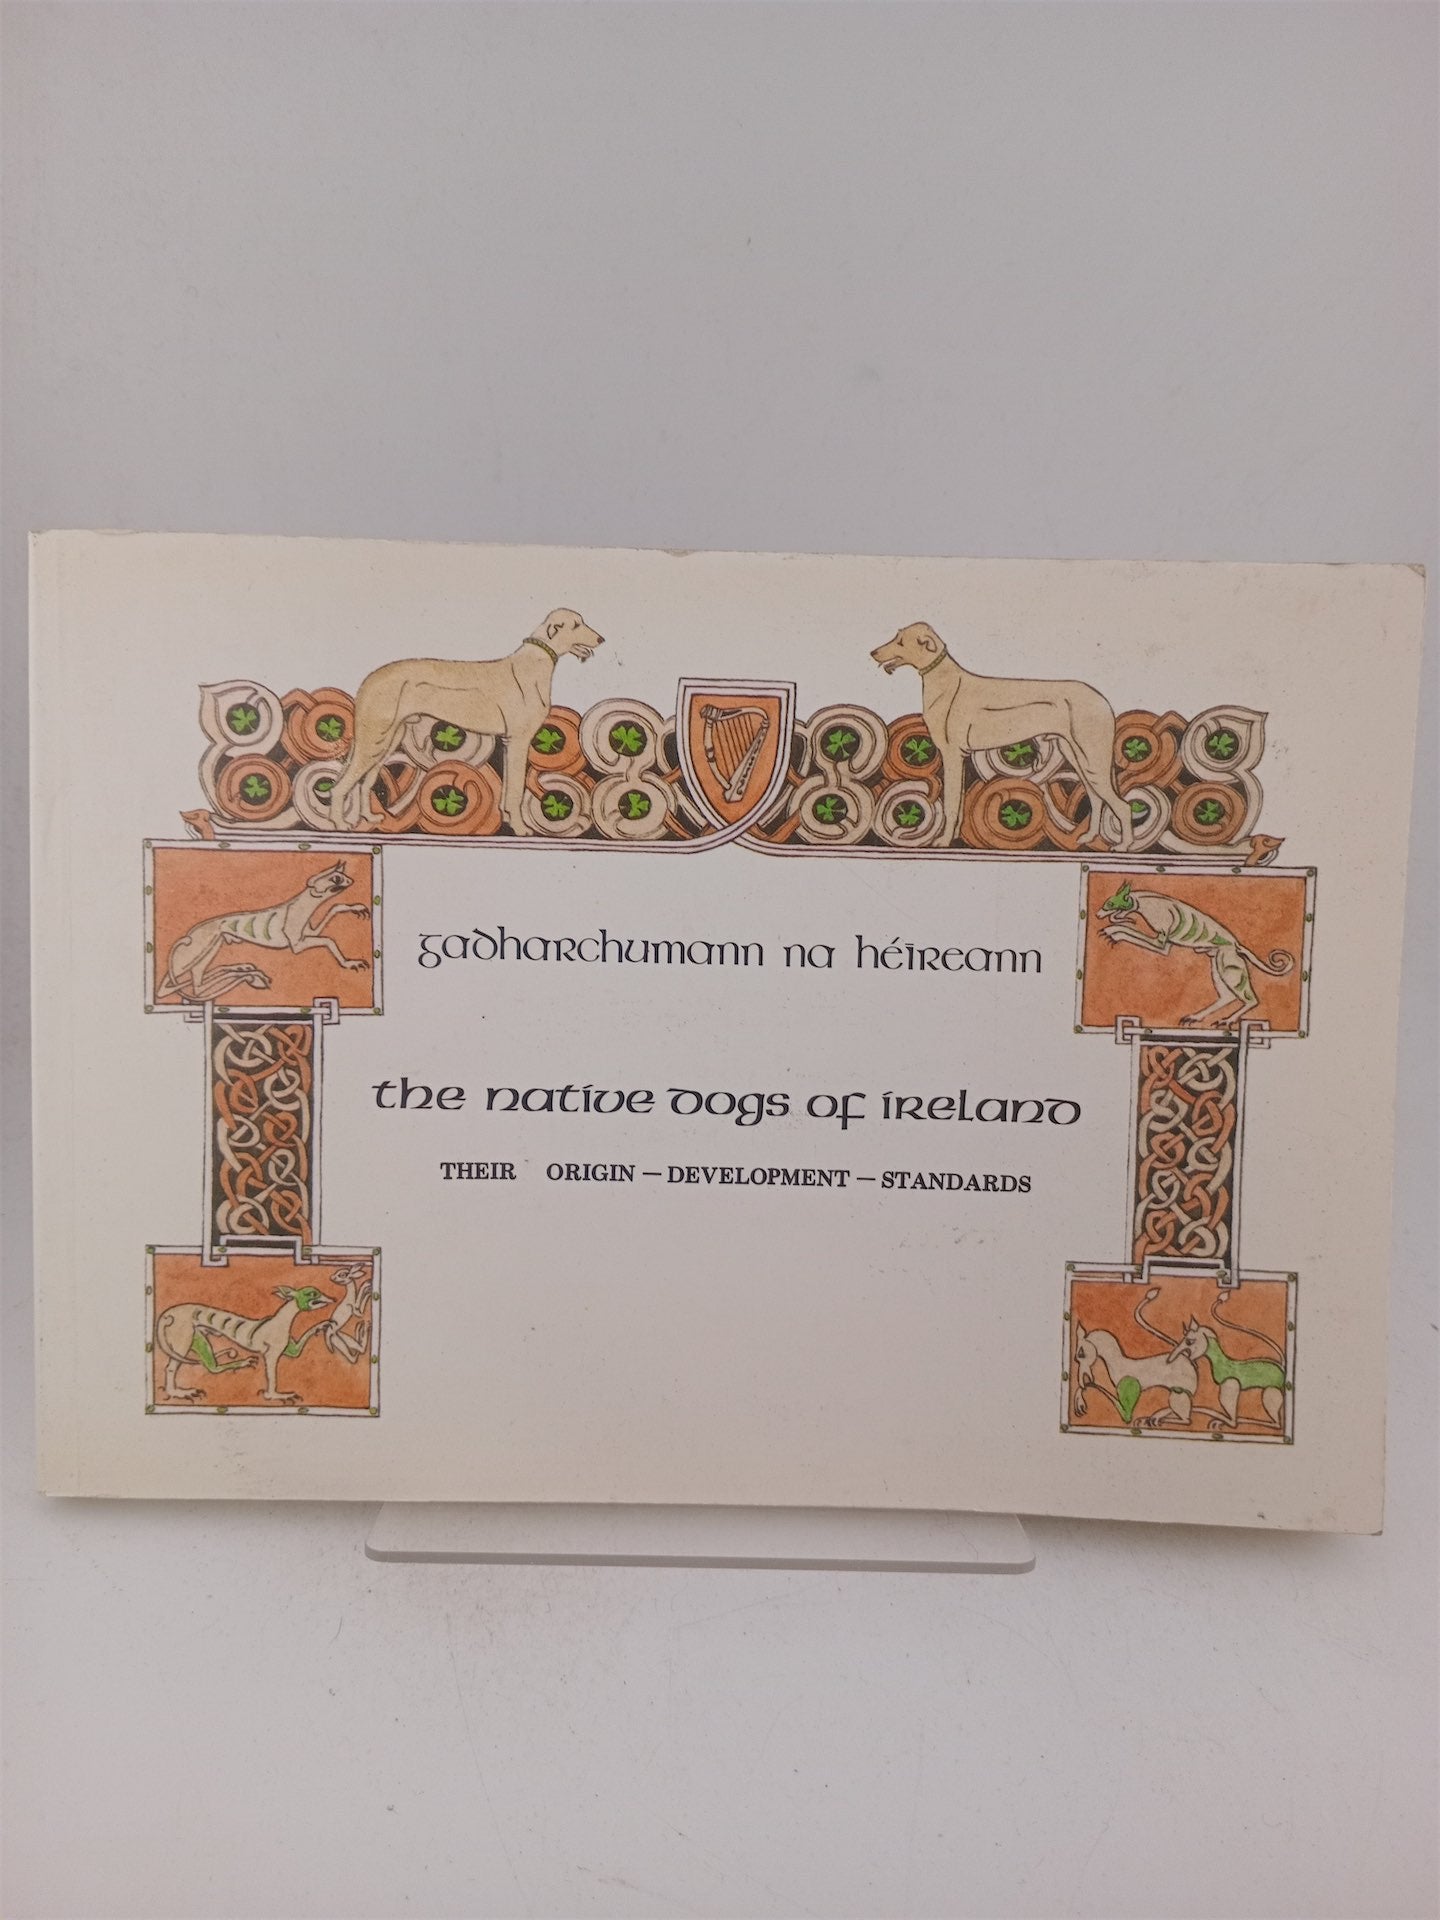 gadharchumann na héireann
the native dogs of ireland
THEIR ORIGIN — DEVELOPMENT — STANDARDS